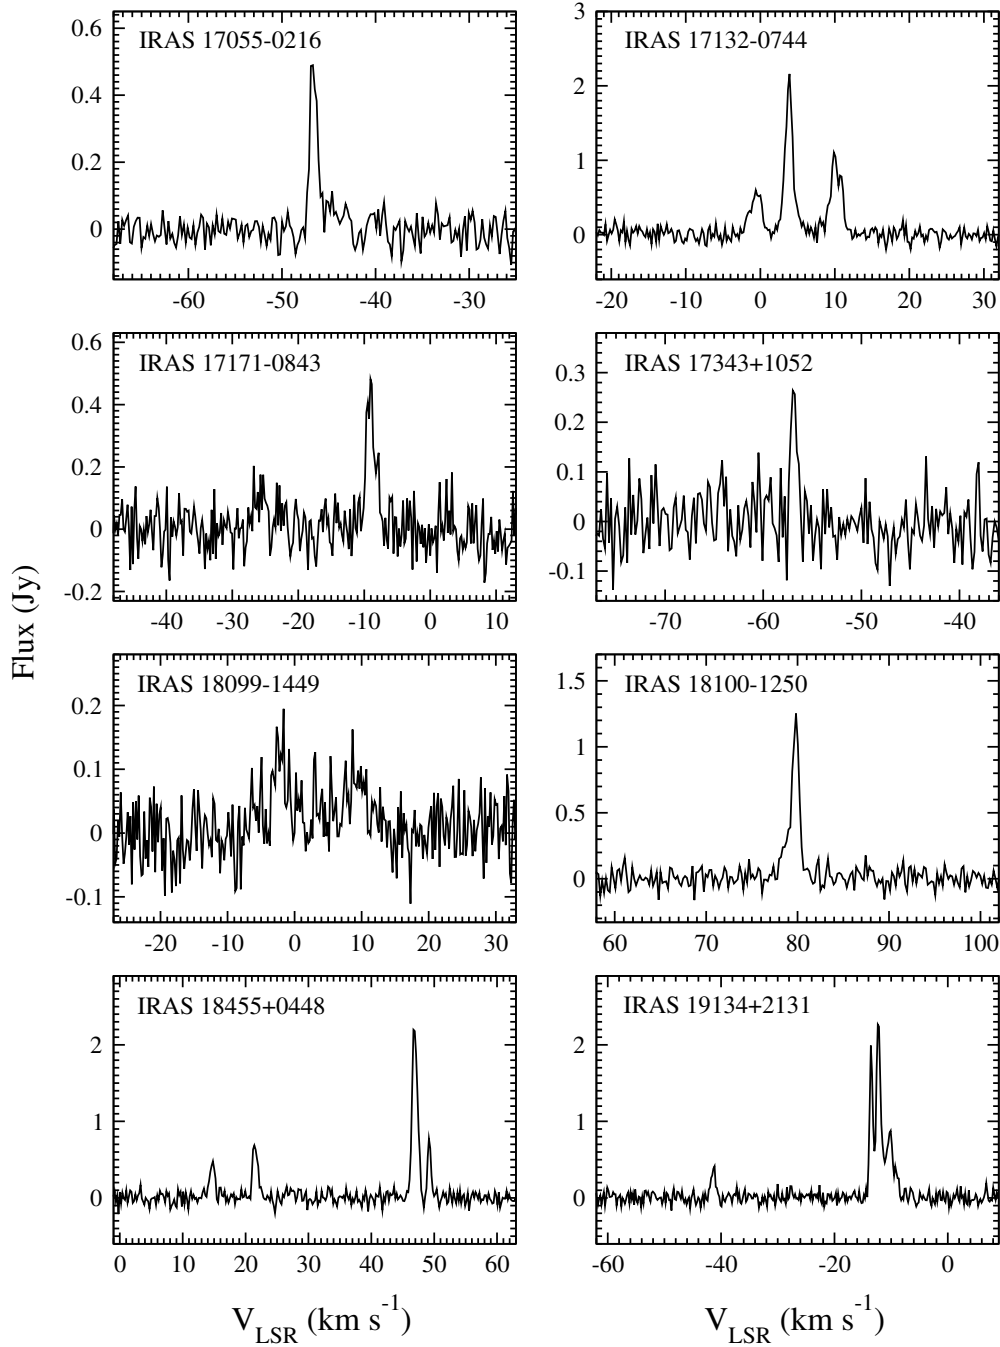 IRAS 17055-0216
0.6
0.4
0.2
0
-60 -50 -40 -30
IRAS 17132-0744
3
2
1
0
-20 -10 0 10 20 30
IRAS 17171-0843
0.6
0.4
0.2
0
-0.2
-40 -30 -20 -10 0 10
IRAS 17343+1052
0.3
0.2
0.1
0
-0.1
-70 -60 -50 -40
Flux (Jy)
IRAS 18099-1449
0.2
0.1
0
-0.1
-20 -10 0 10 20 30
IRAS 18100-1250
1.5
1
0.5
0
60 70 80 90 100
IRAS 18455+0448
2
1
0
0 10 20 30 40 50 60
IRAS 19134+2131
2
1
0
-60 -40 -20 0
V_LSR (km s^-1)
V_LSR (km s^-1)